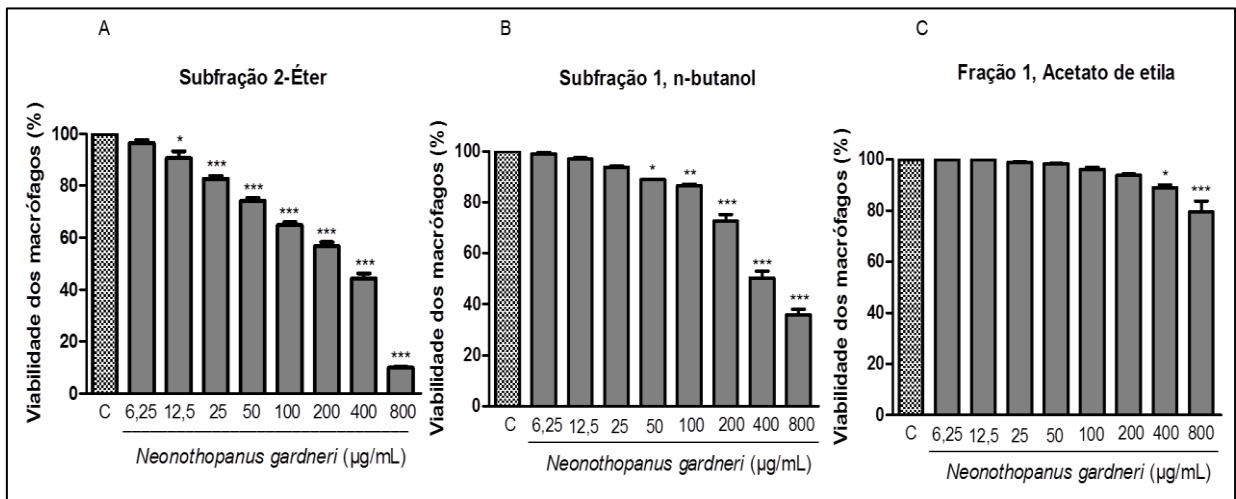 A
Subfração 2-Éter
Viabilidade dos macrófagos (%)
100
80
60
40
20
0
*
***
***
***
***
***
***
C 6,25 12,5 25 50 100 200 400 800
Neonothopanus gardneri (µg/mL)
B
Subfração 1, n-butanol
Viabilidade dos macrófagos (%)
100
80
60
40
20
0
*
**
***
***
***
C 6,25 12,5 25 50 100 200 400 800
Neonothopanus gardneri (µg/mL)
C
Fração 1, Acetato de etila
Viabilidade dos macrófagos (%)
100
80
60
40
20
0
*
***
C 6,25 12,5 25 50 100 200 400 800
Neonothopanus gardneri (µg/mL)